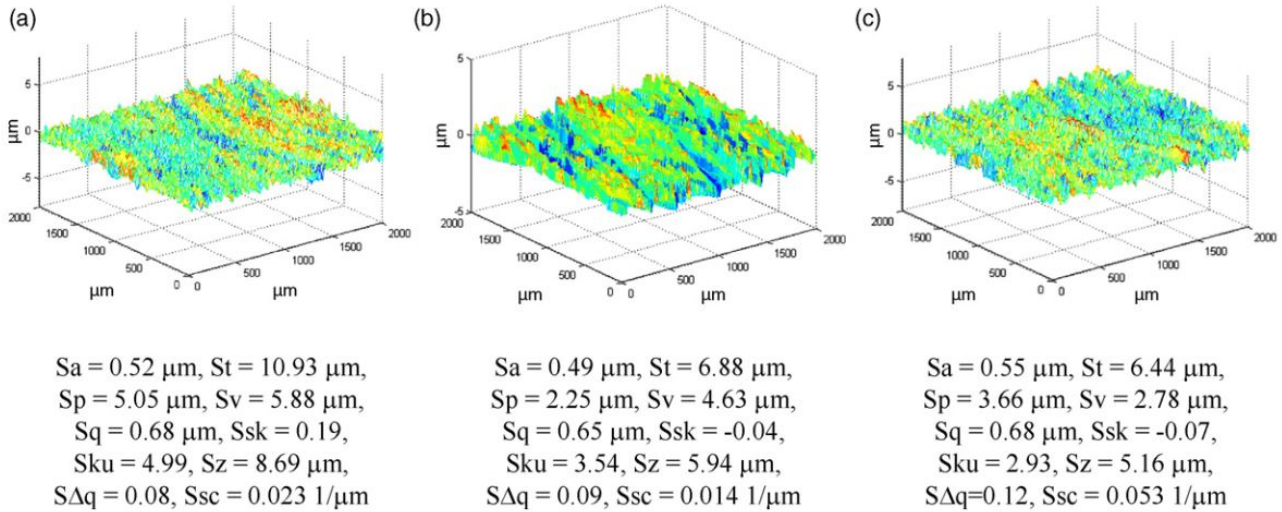 (a)
5
0
-5
μm
2000
1500
1000
500
0
0
500
1000
1500
2000
μm
μm
Sa = 0.52 μm, St = 10.93 μm,
Sp = 5.05 μm, Sv = 5.88 μm,
Sq = 0.68 μm, Ssk = 0.19,
Sku = 4.99, Sz = 8.69 μm,
SΔq = 0.08, Ssc = 0.023 1/μm
(b)
5
0
-5
μm
2000
1500
1000
500
0
0
500
1000
1500
2000
μm
μm
Sa = 0.49 μm, St = 6.88 μm,
Sp = 2.25 μm, Sv = 4.63 μm,
Sq = 0.65 μm, Ssk = -0.04,
Sku = 3.54, Sz = 5.94 μm,
SΔq = 0.09, Ssc = 0.014 1/μm
(c)
5
0
-5
μm
2000
1500
1000
500
0
0
500
1000
1500
2000
μm
μm
Sa = 0.55 μm, St = 6.44 μm,
Sp = 3.66 μm, Sv = 2.78 μm,
Sq = 0.68 μm, Ssk = -0.07,
Sku = 2.93, Sz = 5.16 μm,
SΔq=0.12, Ssc = 0.053 1/μm